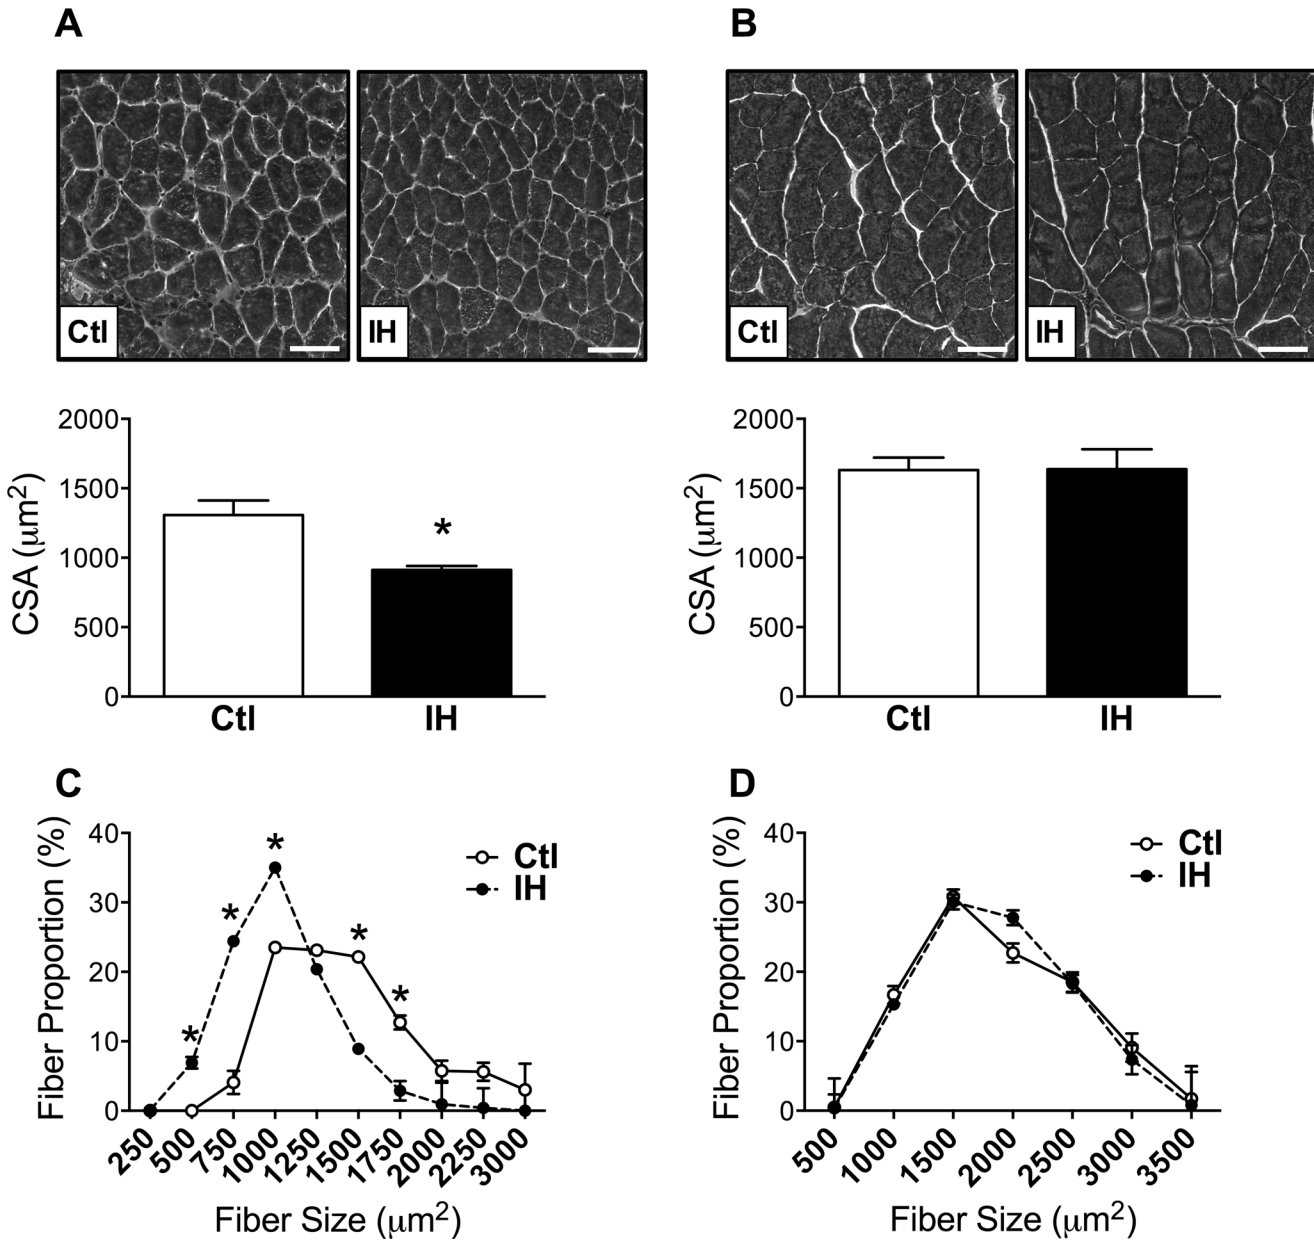 A
B
Ctl
IH
Ctl
IH
CSA (μm²)
2000
1500
1000
500
0
*
Ctl
IH
CSA (μm²)
2000
1500
1000
500
0
Ctl
IH
C
Fiber Proportion (%)
40
30
20
10
0
* * * * *
Ctl
IH
250 500 750 1000 1250 1500 1750 2000 2250 3000
Fiber Size (μm²)
D
Fiber Proportion (%)
40
30
20
10
0
Ctl
IH
500 1000 1500 2000 2500 3000 3500
Fiber Size (μm²)